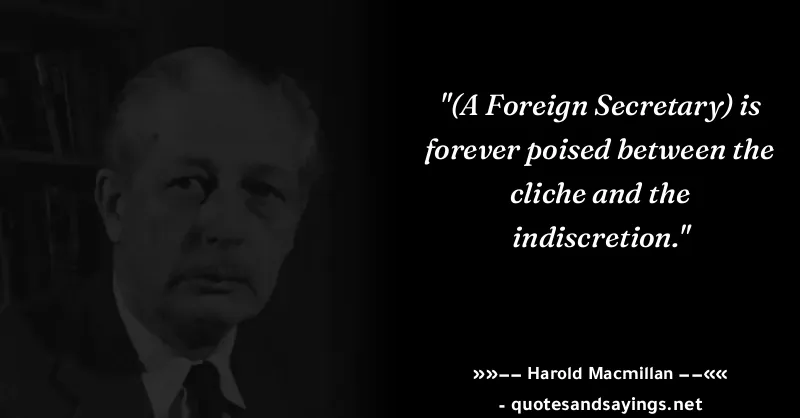 "(A Foreign Secretary) is
forever poised between the
cliche and the
indiscretion."
»»−− Harold Macmillan −−««
- quotesandsayings.net